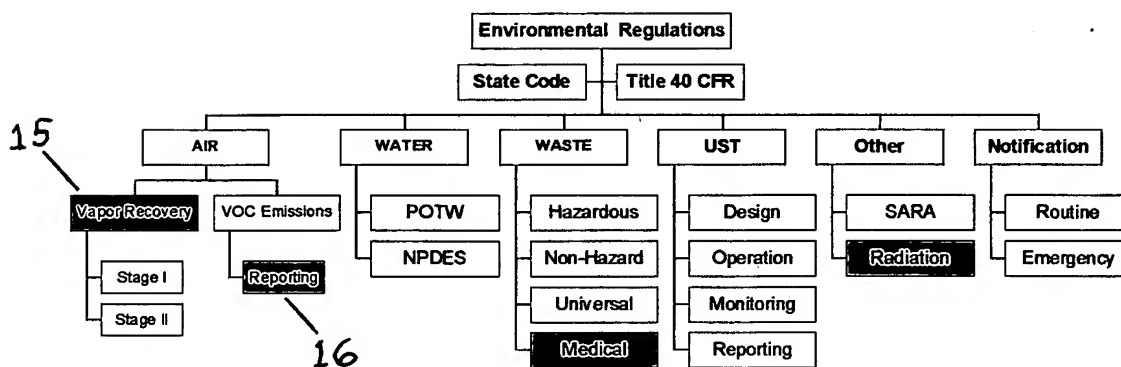 Environmental Regulations
State Code
Title 40 CFR
15
AIR
WATER
WASTE
UST
Other
Notification
Vapor Recovery
VOC Emissions
POTW
Hazardous
Design
SARA
Routine
Stage I
Reporting
NPDES
Non-Hazard
Operation
Radiation
Emergency
Stage II
Universal
Monitoring
16
Medical
Reporting